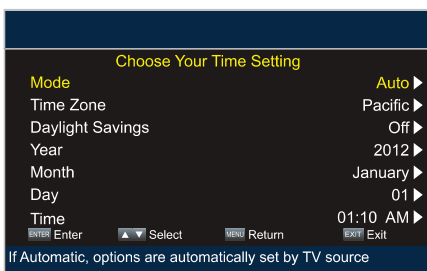 Choose Your Time Setting
Mode Auto
Time Zone Pacific
Daylight Savings Off
Year 2012
Month January
Day 01
Time 01:10 AM
ENTER Enter Select MENU Return EXIT Exit
If Automatic, options are automatically set by TV source